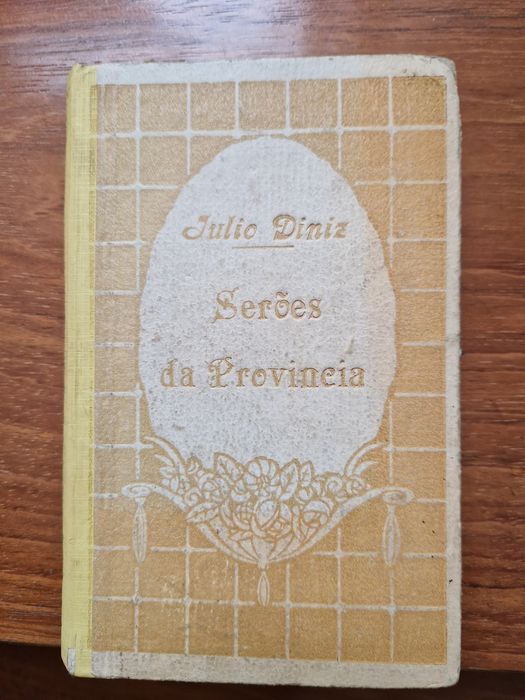 Julio Diniz
Serões
da Provincia